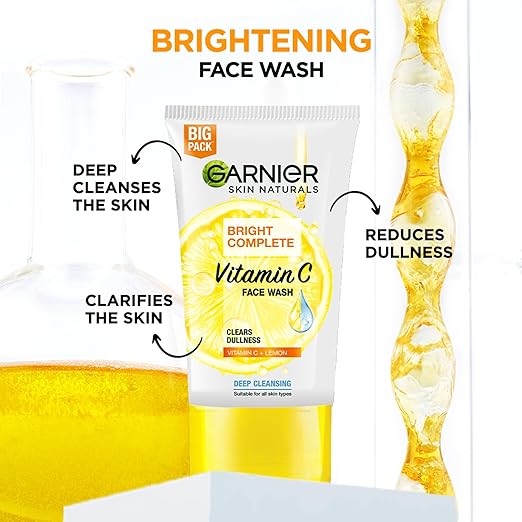 BRIGHTENING
FACE WASH
DEEP
CLEANSES
THE SKIN
CLARIFIES
THE SKIN
REDUCES
DULLNESS
BIG
PACK*
GARNIER
SKIN NATURALS
BRIGHT
COMPLETE
Vitamin C
FACE WASH
CLEARS
DULLNESS
VITAMIN C + LEMON
DEEP CLEANSING
Suitable for all skin types